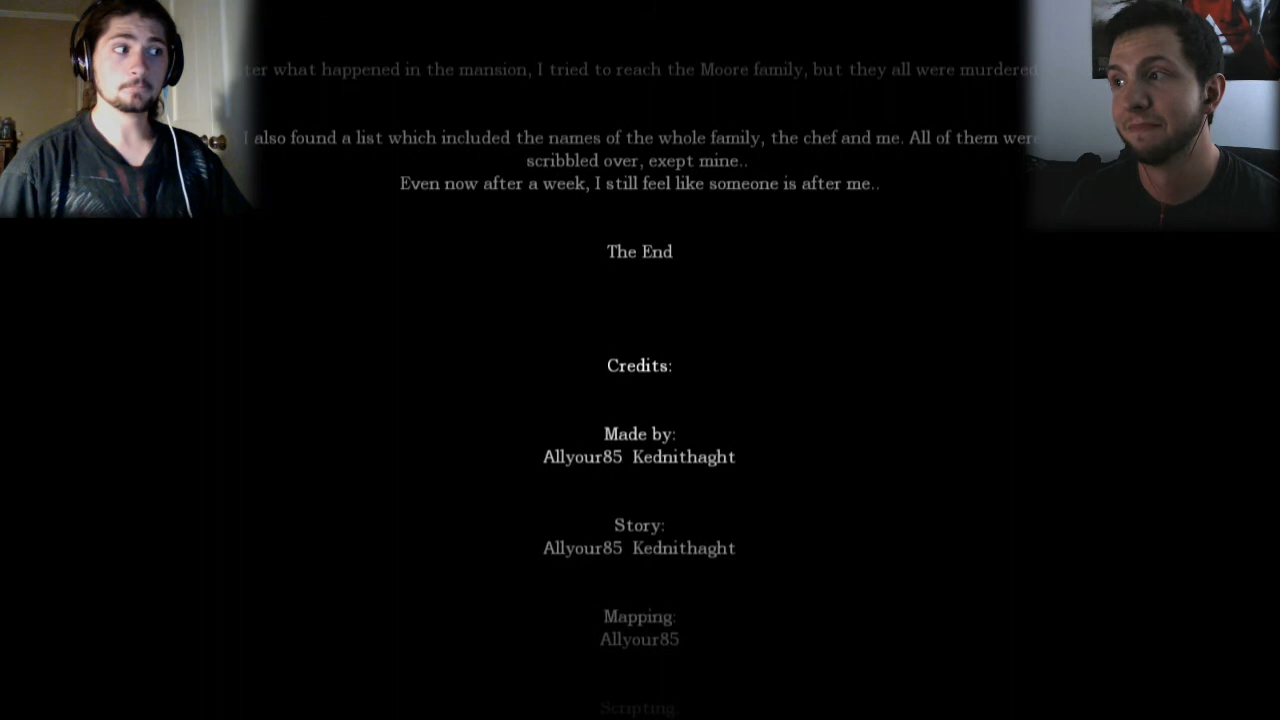 what happened in the mansion, I tried to reach the Moore family, but they all were murdered
I also found a list which included the names of the whole family, the chef and me. All of them were
scribbled over, exept mine..
Even now after a week, I still feel like someone is after me..
The End
Credits:
Made by:
Allyour85 Kednithaght
Story:
Allyour85 Kednithaght
Mapping:
Allyour85
Scripting: